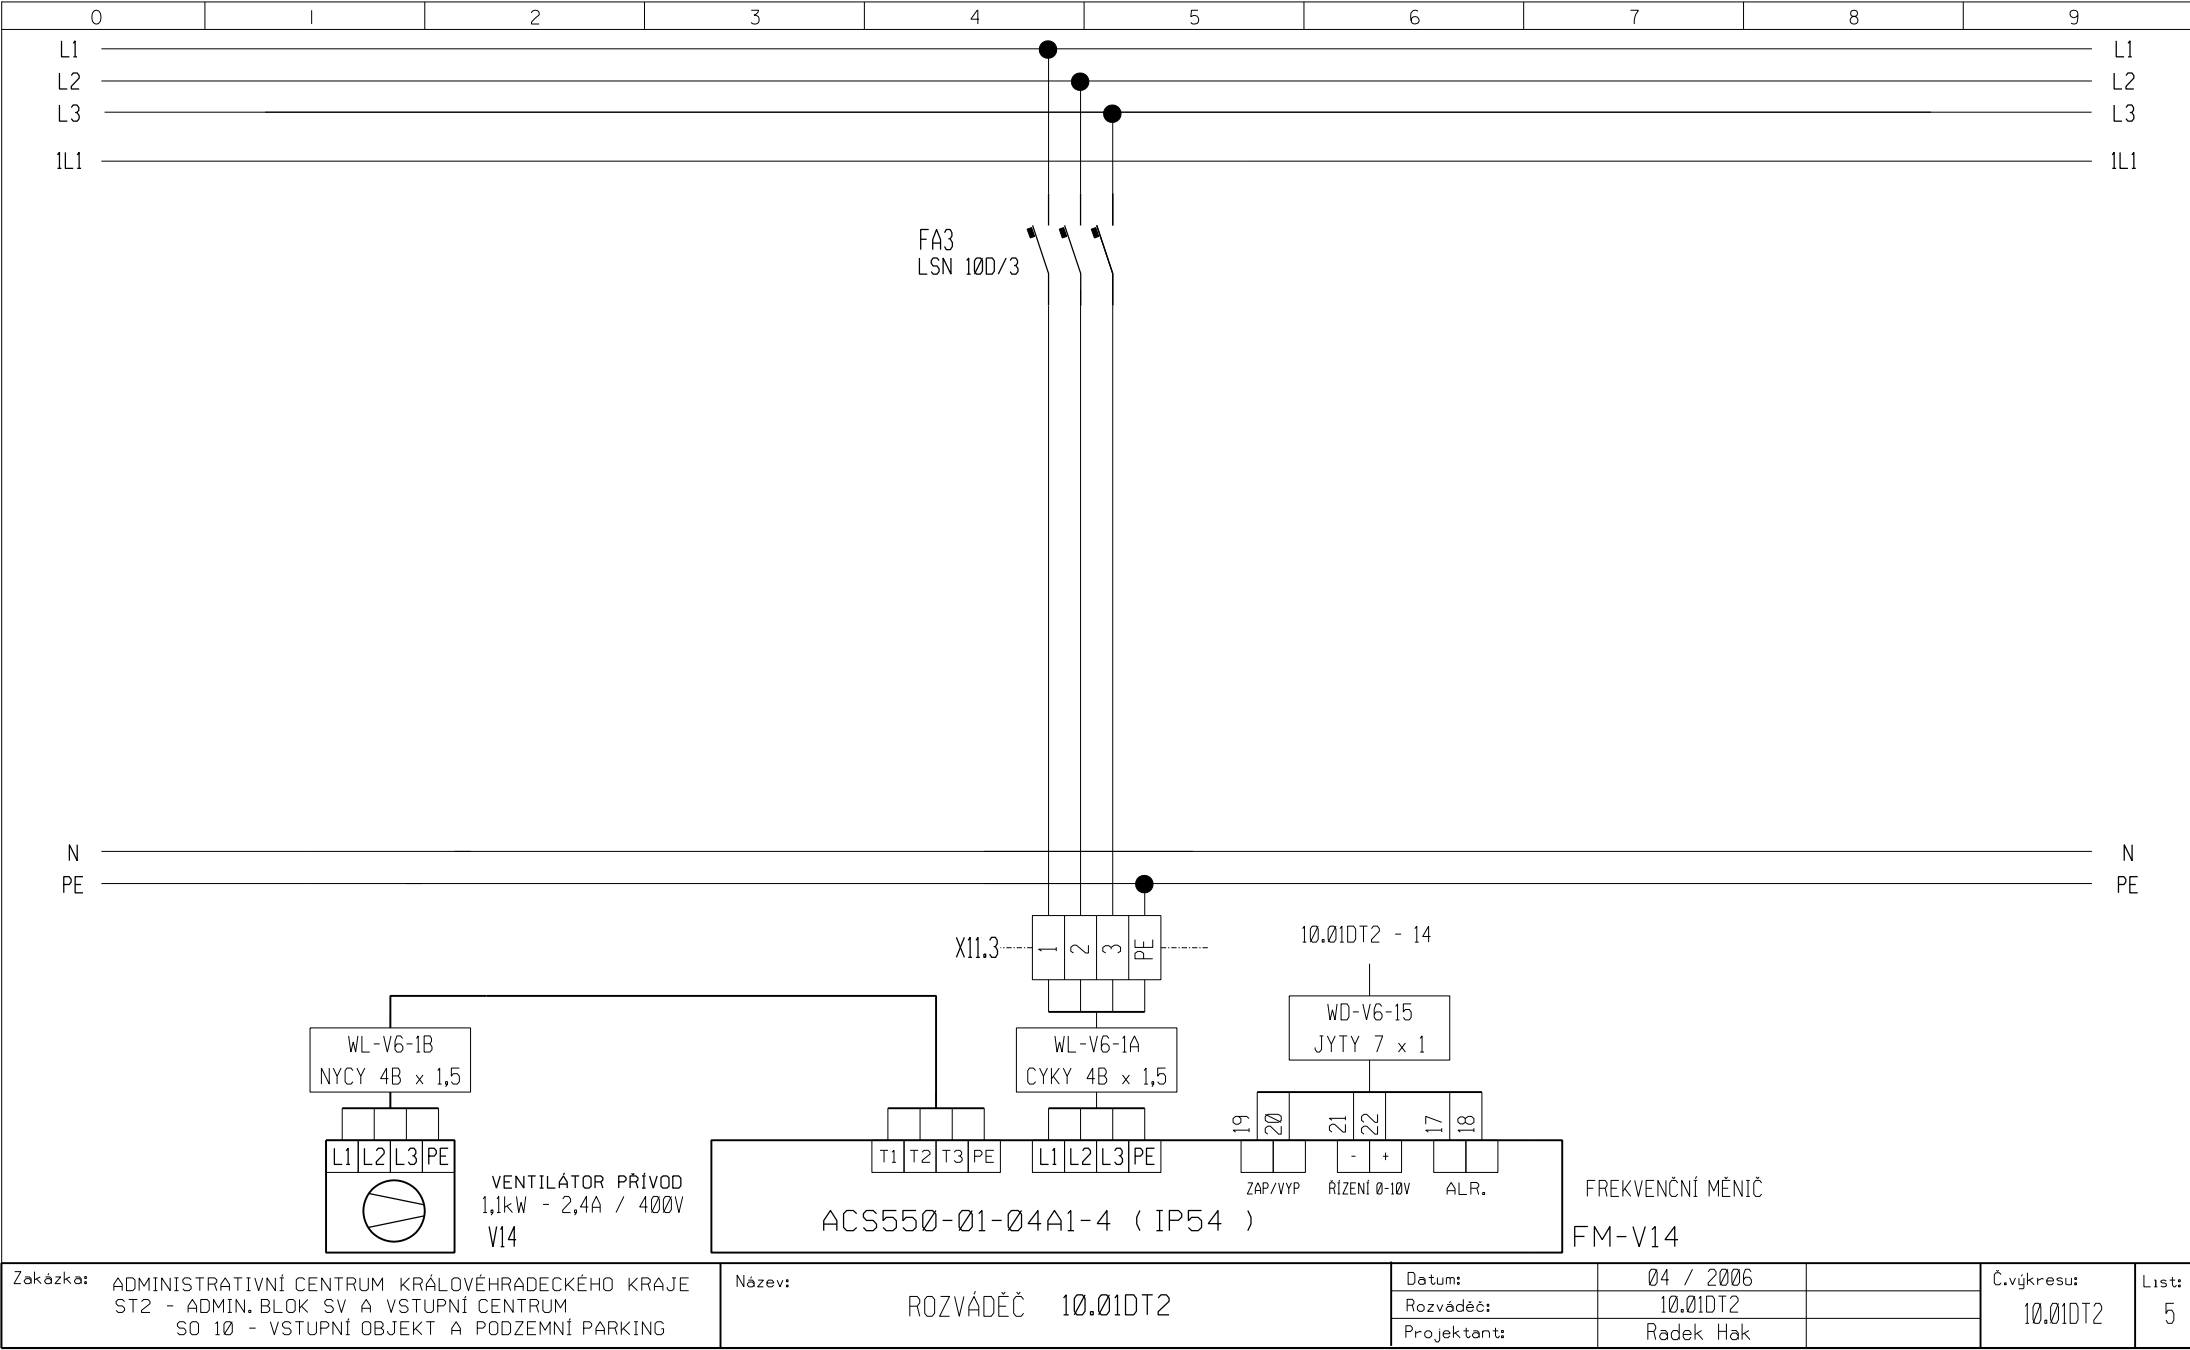 0 1 2 3 4 5 6 7 8 9
L1 L1
L2 L2
L3 L3
1L1 1L1
FA3
LSN 10D/3
N N
PE PE
X11.3 1 2 3 PE
10.01DT2 - 14
WL-V6-1B
NYCY 4B x 1,5
WL-V6-1A
CYKY 4B x 1,5
WD-V6-15
JYTY 7 x 1
19 20 21 22 17 18
L1 L2 L3 PE
T1 T2 T3 PE
L1 L2 L3 PE
- +
ZAP/VYP ŘÍZENÍ 0-10V ALR.
VENTILÁTOR PŘÍVOD
1,1kW - 2,4A / 400V
V14
ACS550-01-04A1-4 ( IP54 )
FREKVENČNÍ MĚNIČ
FM-V14
Zakázka: ADMINISTRATIVNÍ CENTRUM KRÁLOVÉHRADECKÉHO KRAJE
ST2 - ADMIN. BLOK SV A VSTUPNÍ CENTRUM
SO 10 - VSTUPNÍ OBJEKT A PODZEMNÍ PARKING
Název:
ROZVÁDĚČ 10.01DT2
Datum: 04 / 2006
Rozváděč: 10.01DT2
Projektant: Radek Hak
Č.výkresu:
10.01DT2
List:
5